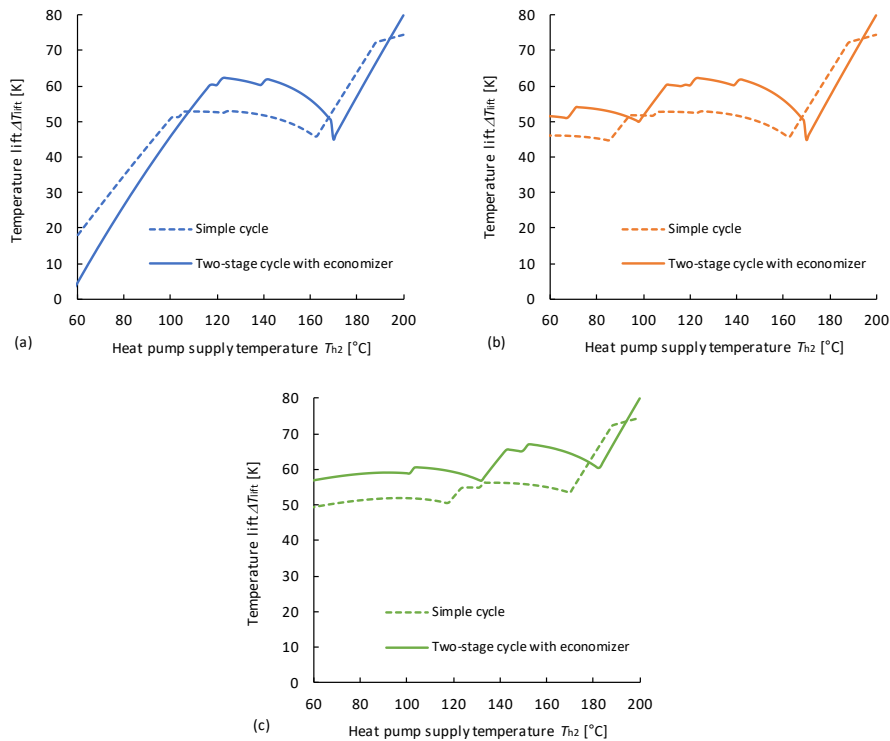 80
70
60
50
40
30
20
10
0
Temperature lift ΔTlift [K]
Simple cycle
Two-stage cycle with economizer
60 80 100 120 140 160 180 200
(a)
Heat pump supply temperature Th2 [°C]
80
70
60
50
40
30
20
10
0
Temperature lift ΔTlift [K]
Simple cycle
Two-stage cycle with economizer
60 80 100 120 140 160 180 200
(b)
Heat pump supply temperature Th2 [°C]
80
70
60
50
40
30
20
10
0
Temperature lift ΔTlift [K]
Simple cycle
Two-stage cycle with economizer
60 80 100 120 140 160 180 200
(c)
Heat pump supply temperature Th2 [°C]